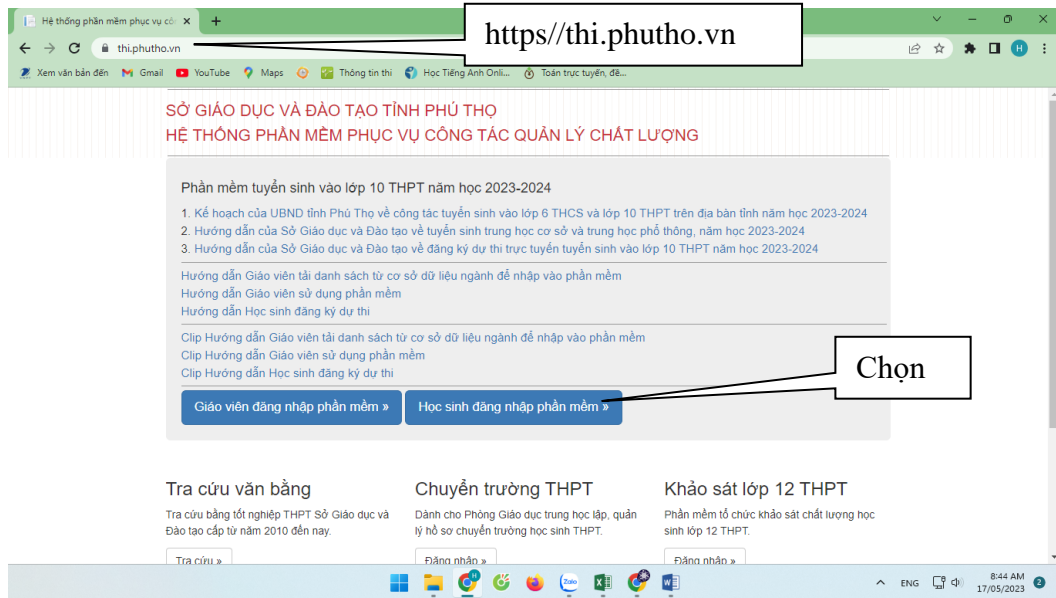 Hệ thống phần mềm phục vụ cô
https//thi.phutho.vn
thi.phutho.vn
H
Xem văn bản đến Gmail YouTube Maps Thông tin thi Học Tiếng Anh Onli... Toán trực tuyến, đề...
SỞ GIÁO DỤC VÀ ĐÀO TẠO TỈNH PHÚ THỌ
HỆ THỐNG PHẦN MỀM PHỤC VỤ CÔNG TÁC QUẢN LÝ CHẤT LƯỢNG
Phần mềm tuyển sinh vào lớp 10 THPT năm học 2023-2024
1. Kế hoạch của UBND tỉnh Phú Thọ về công tác tuyển sinh vào lớp 6 THCS và lớp 10 THPT trên địa bàn tỉnh năm học 2023-2024
2. Hướng dẫn của Sở Giáo dục và Đào tạo về tuyển sinh trung học cơ sở và trung học phổ thông, năm học 2023-2024
3. Hướng dẫn của Sở Giáo dục và Đào tạo về đăng ký dự thi trực tuyến tuyển sinh vào lớp 10 THPT năm học 2023-2024
Hướng dẫn Giáo viên tải danh sách từ cơ sở dữ liệu ngành để nhập vào phần mềm
Hướng dẫn Giáo viên sử dụng phần mềm
Hướng dẫn Học sinh đăng ký dự thi
Clip Hướng dẫn Giáo viên tải danh sách từ cơ sở dữ liệu ngành để nhập vào phần mềm
Clip Hướng dẫn Giáo viên sử dụng phần mềm
Clip Hướng dẫn Học sinh đăng ký dự thi
Chọn
Giáo viên đăng nhập phần mềm » Học sinh đăng nhập phần mềm »
Tra cứu văn bằng
Tra cứu bằng tốt nghiệp THPT Sở Giáo dục và
Đào tạo cấp từ năm 2010 đến nay.
Tra cứu »
Chuyển trường THPT
Dành cho Phòng Giáo dục trung học lập, quản
lý hồ sơ chuyển trường học sinh THPT.
Đăng nhập »
Khảo sát lớp 12 THPT
Phần mềm tổ chức khảo sát chất lượng học
sinh lớp 12 THPT.
Đăng nhập »
Zalo
ENG
8:44 AM
17/05/2023
2